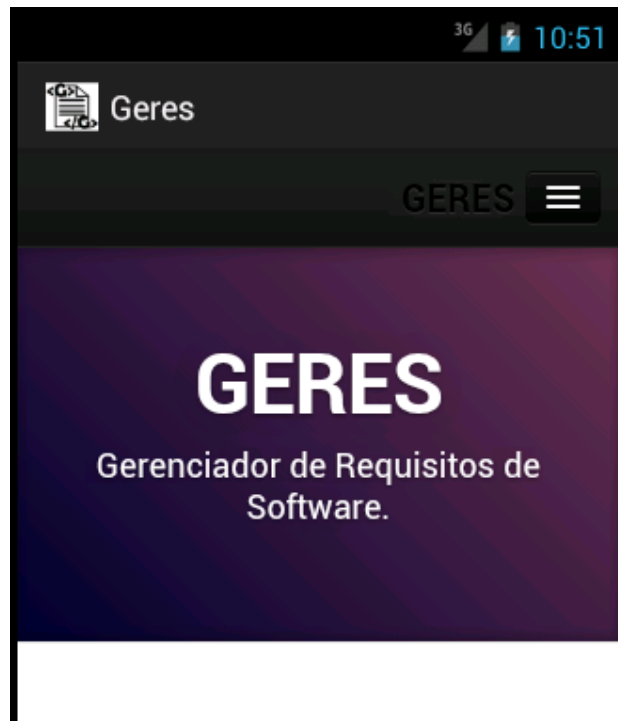 3G 10:51
<G> </G> Geres
GERES
GERES
Gerenciador de Requisitos de
Software.